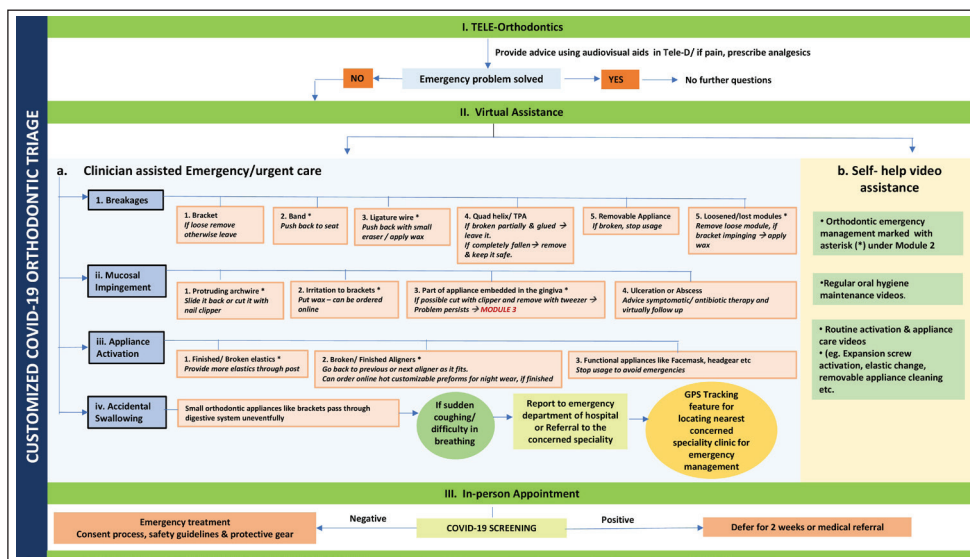 CUSTOMIZED COVID-19 ORTHODONTIC TRIAGE
I. TELE-Orthodontics
Provide advice using audiovisual aids in Tele-D/ if pain, prescribe analgesics
NO
Emergency problem solved
YES
No further questions
II. Virtual Assistance
a. Clinician assisted Emergency/urgent care
1. Breakages
1. Bracket
If loose remove
otherwise leave
2. Band *
Push back to seat
3. Ligature wire *
Push back with small
eraser / apply wax
4. Quad helix/ TPA
If broken partially & glued →
leave it.
If completely fallen → remove
& keep it safe.
5. Removable Appliance
If broken, stop usage
5. Loosened/lost modules *
Remove loose module, if
bracket impinging → apply
wax
ii. Mucosal
Impingement
1. Protruding archwire *
Slide it back or cut it with
nail clipper
2. Irritation to brackets *
Put wax – can be ordered
online
3. Part of appliance embedded in the gingiva *
If possible cut with clipper and remove with tweezer →
Problem persists → MODULE 3
4. Ulceration or Abscess
Advice symptomatic/ antibiotic therapy and
virtually follow up
iii. Appliance
Activation
1. Finished/ Broken elastics *
Provide more elastics through post
2. Broken/ Finished Aligners *
Go back to previous or next aligner as it fits.
Can order online hot customizable preforms for night wear, if finished
3. Functional appliances like Facemask, headgear etc
Stop usage to avoid emergencies
iv. Accidental
Swallowing
Small orthodontic appliances like brackets pass through
digestive system uneventfully
If sudden
coughing/
difficulty in
breathing
Report to emergency
department of hospital
or Referral to the
concerned speciality
GPS Tracking
feature for
locating nearest
concerned
speciality clinic for
emergency
management
b. Self- help video
assistance
• Orthodontic emergency
management marked with
asterisk (*) under Module 2
•Regular oral hygiene
maintenance videos.
• Routine activation & appliance
care videos
• (eg. Expansion screw
activation, elastic change,
removable appliance cleaning
etc.
III. In-person Appointment
Emergency treatment
Consent process, safety guidelines & protective gear
Negative
COVID-19 SCREENING
Positive
Defer for 2 weeks or medical referral